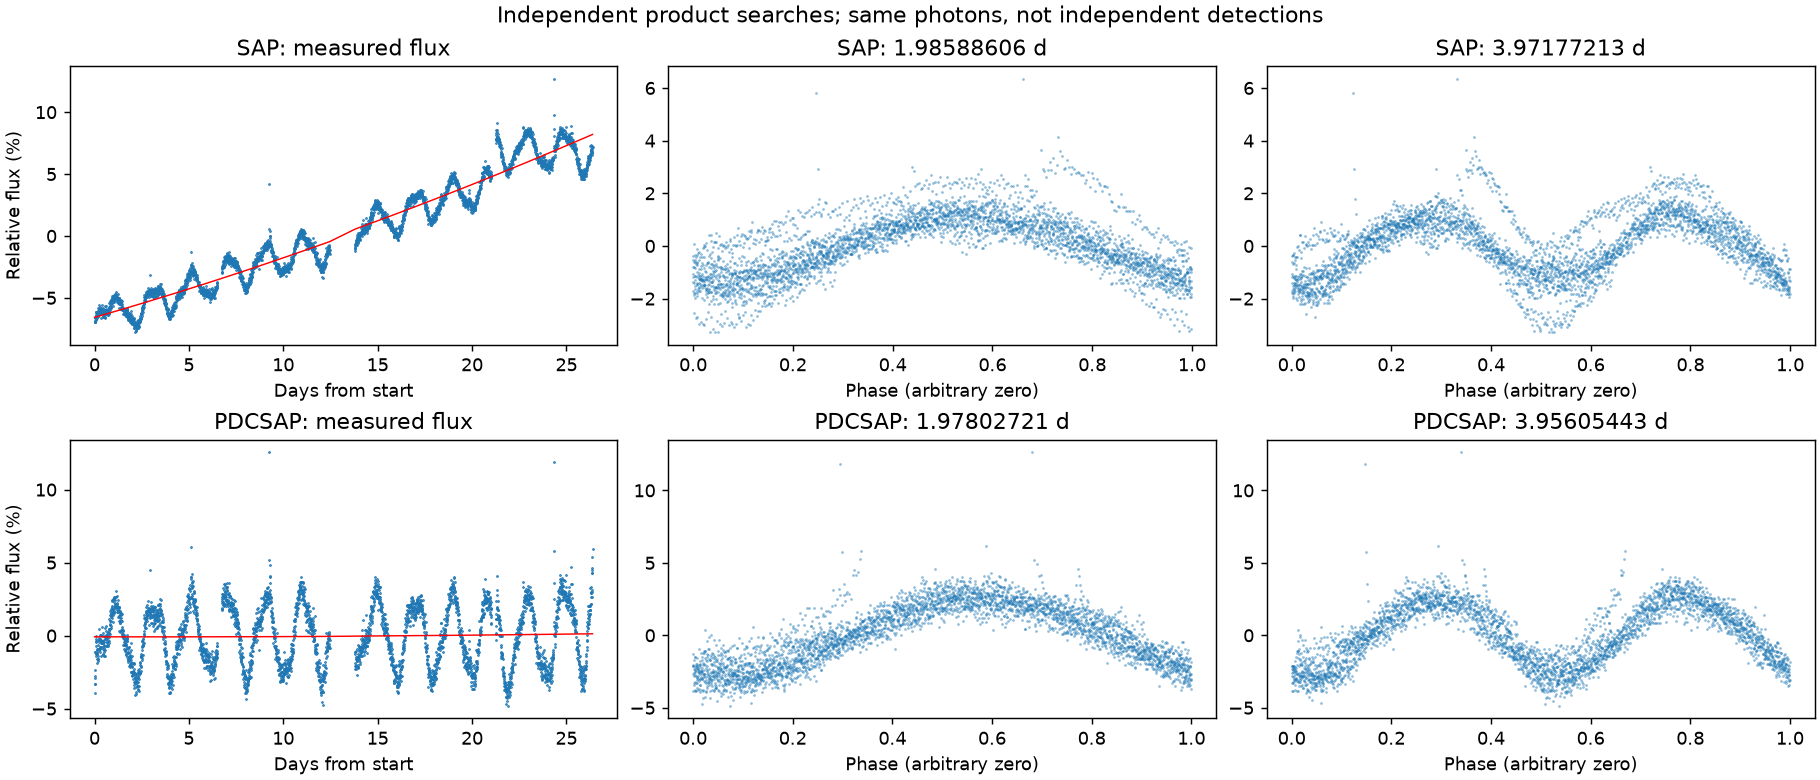 Independent product searches; same photons, not independent detections
SAP: measured flux
SAP: 1.98588606 d
SAP: 3.97177213 d
Relative flux (%)
10
5
0
−5
6
4
2
0
−2
6
4
2
0
−2
0 5 10 15 20 25
0.0 0.2 0.4 0.6 0.8 1.0
0.0 0.2 0.4 0.6 0.8 1.0
Days from start
Phase (arbitrary zero)
Phase (arbitrary zero)
PDCSAP: measured flux
PDCSAP: 1.97802721 d
PDCSAP: 3.95605443 d
Relative flux (%)
10
5
0
−5
10
5
0
−5
10
5
0
−5
0 5 10 15 20 25
0.0 0.2 0.4 0.6 0.8 1.0
0.0 0.2 0.4 0.6 0.8 1.0
Days from start
Phase (arbitrary zero)
Phase (arbitrary zero)